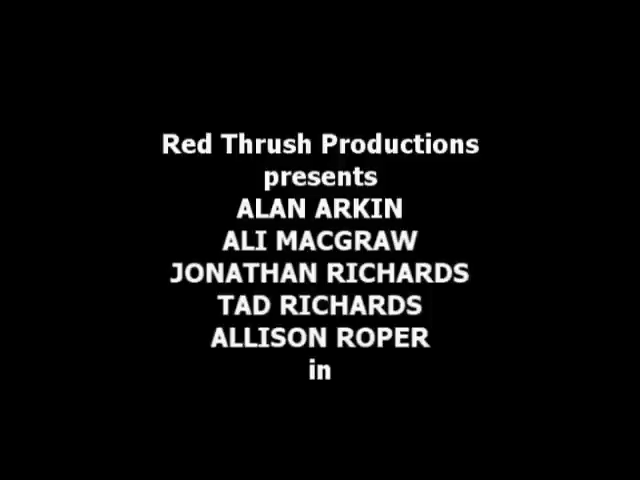 Red Thrush Productions
presents
ALAN ARKIN
ALI MACGRAW
JONATHAN RICHARDS
TAD RICHARDS
ALLISON ROPER
in